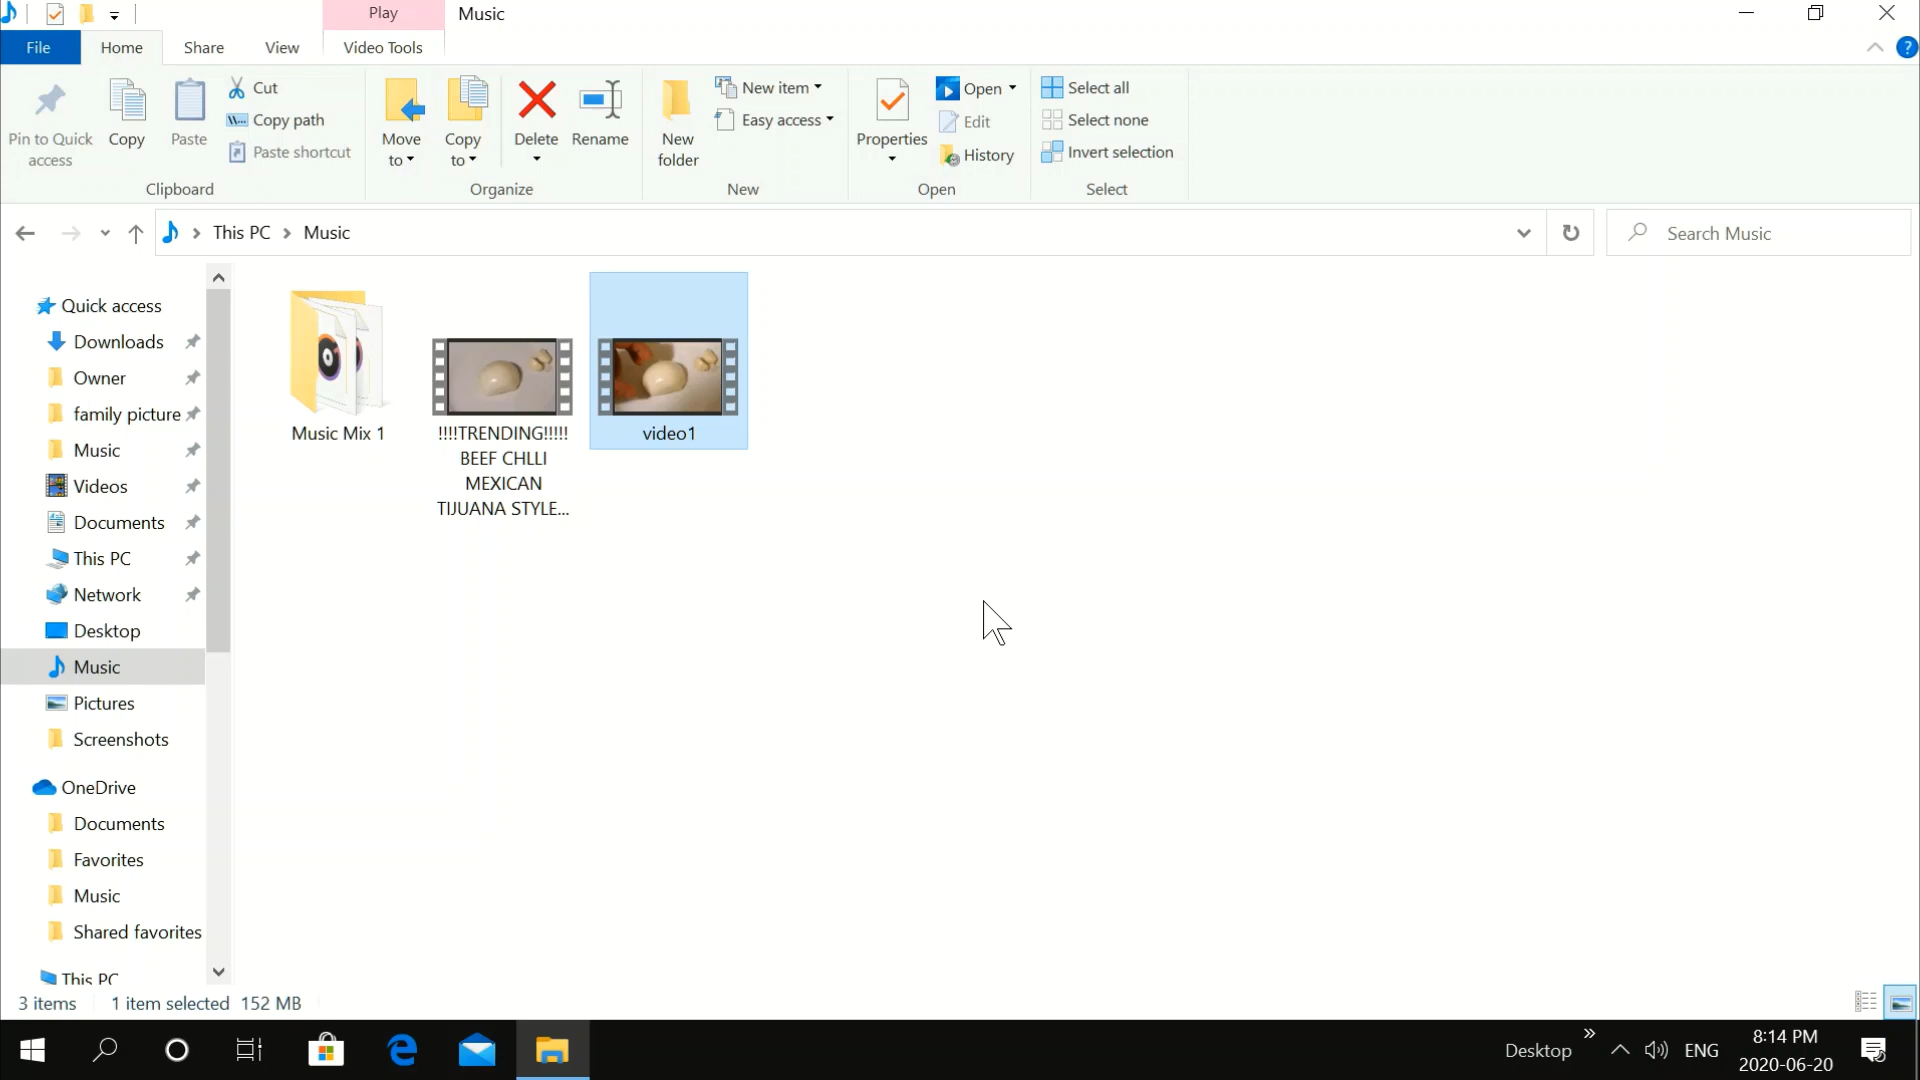 Play
Music
File
Home
Share
View
Video Tools
Pin to Quick
access
Copy
Paste
Cut
Copy path
Paste shortcut
Clipboard
Move
to
Copy
to
Delete
Rename
Organize
New
folder
New item
Easy access
New
Properties
Open
Edit
History
Open
Select all
Select none
Invert selection
Select
This PC > Music
Search Music
Quick access
Downloads
Owner
family picture
Music
Videos
Documents
This PC
Network
Desktop
Music
Pictures
Screenshots
OneDrive
Documents
Favorites
Music
Shared favorites
This PC
Music Mix 1
!!!!TRENDING!!!!!
BEEF CHLLI
MEXICAN
TIJUANA STYLE...
video1
3 items
1 item selected 152 MB
Desktop
ENG
8:14 PM
2020-06-20